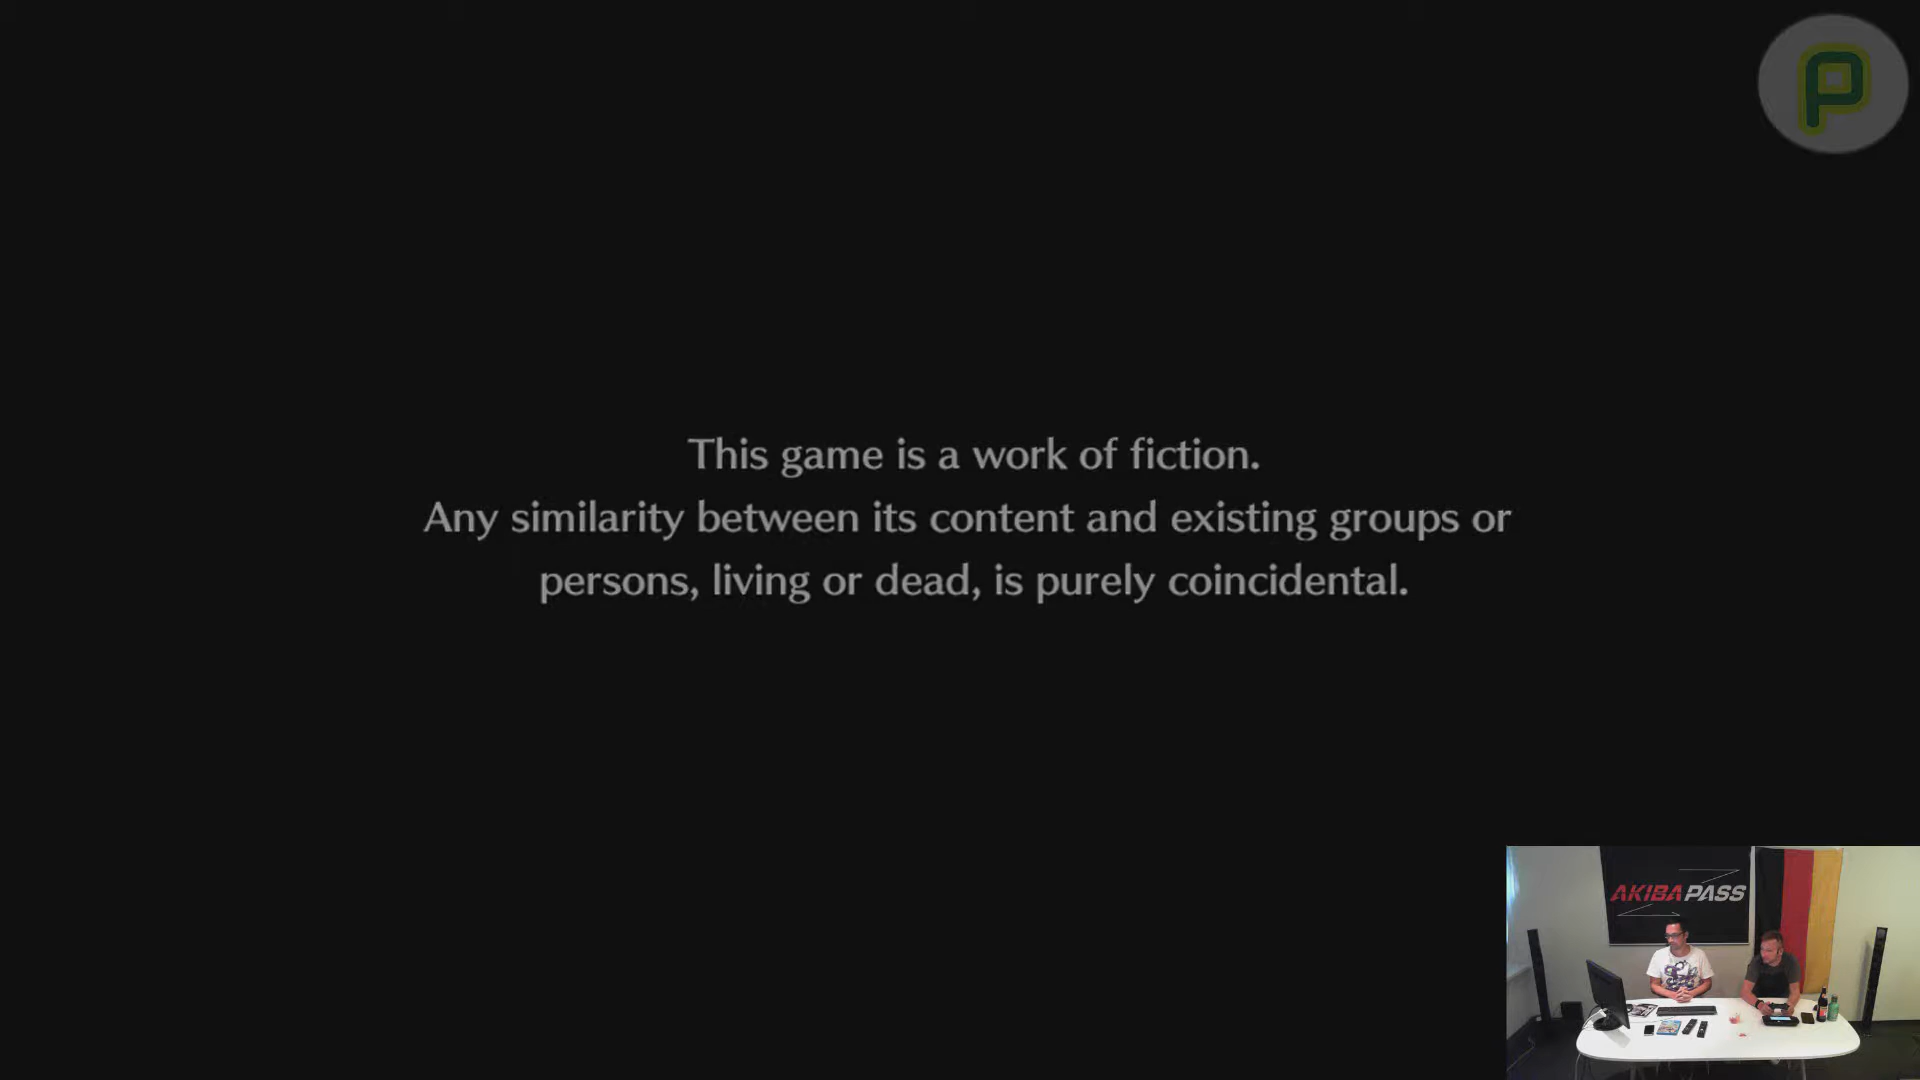 P
This game is a work of fiction.
Any similarity between its content and existing groups or
persons, living or dead, is purely coincidental.
AKIBA PASS